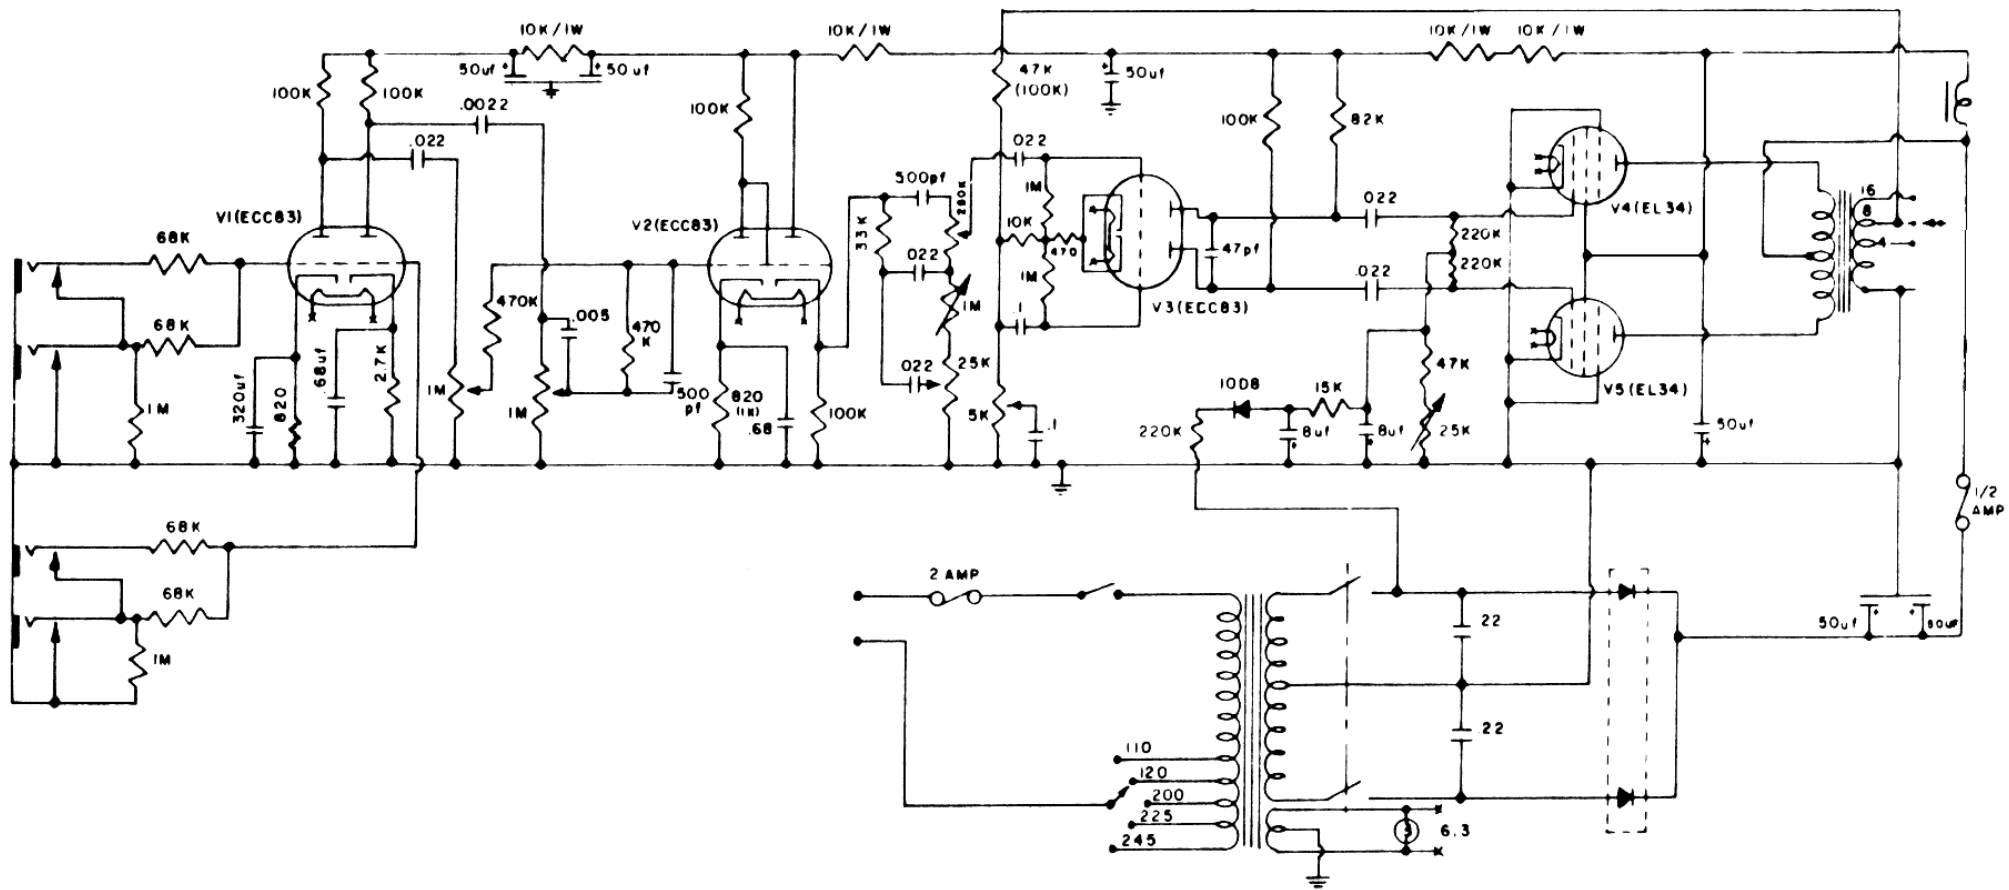 10K/1W
10K/1W
10K/1W
10K/1W
50uf
50uf
47K
(100K)
50uf
100K
100K
.0022
100K
100K
82K
.022
.022
1M
500pf
16
V1(ECC83)
V2(ECC83)
33K
10K
470
.022
V4(EL34)
8
68K
220K
47pf
220K
4
022
1M
1M
.022
V3(ECC83)
470K
.005
470
K
.1
68K
2.7K
.68uf
25K
47K
V5(EL34)
320uf
820
1M
1M
1M
500
pf
820
(1K)
.68
100K
022
5K
.1
10D8
15K
220K
8uf
8uf
25K
50uf
1/2
AMP
68K
68K
1M
2 AMP
22
50uf
50uf
.22
110
120
200
225
245
6.3